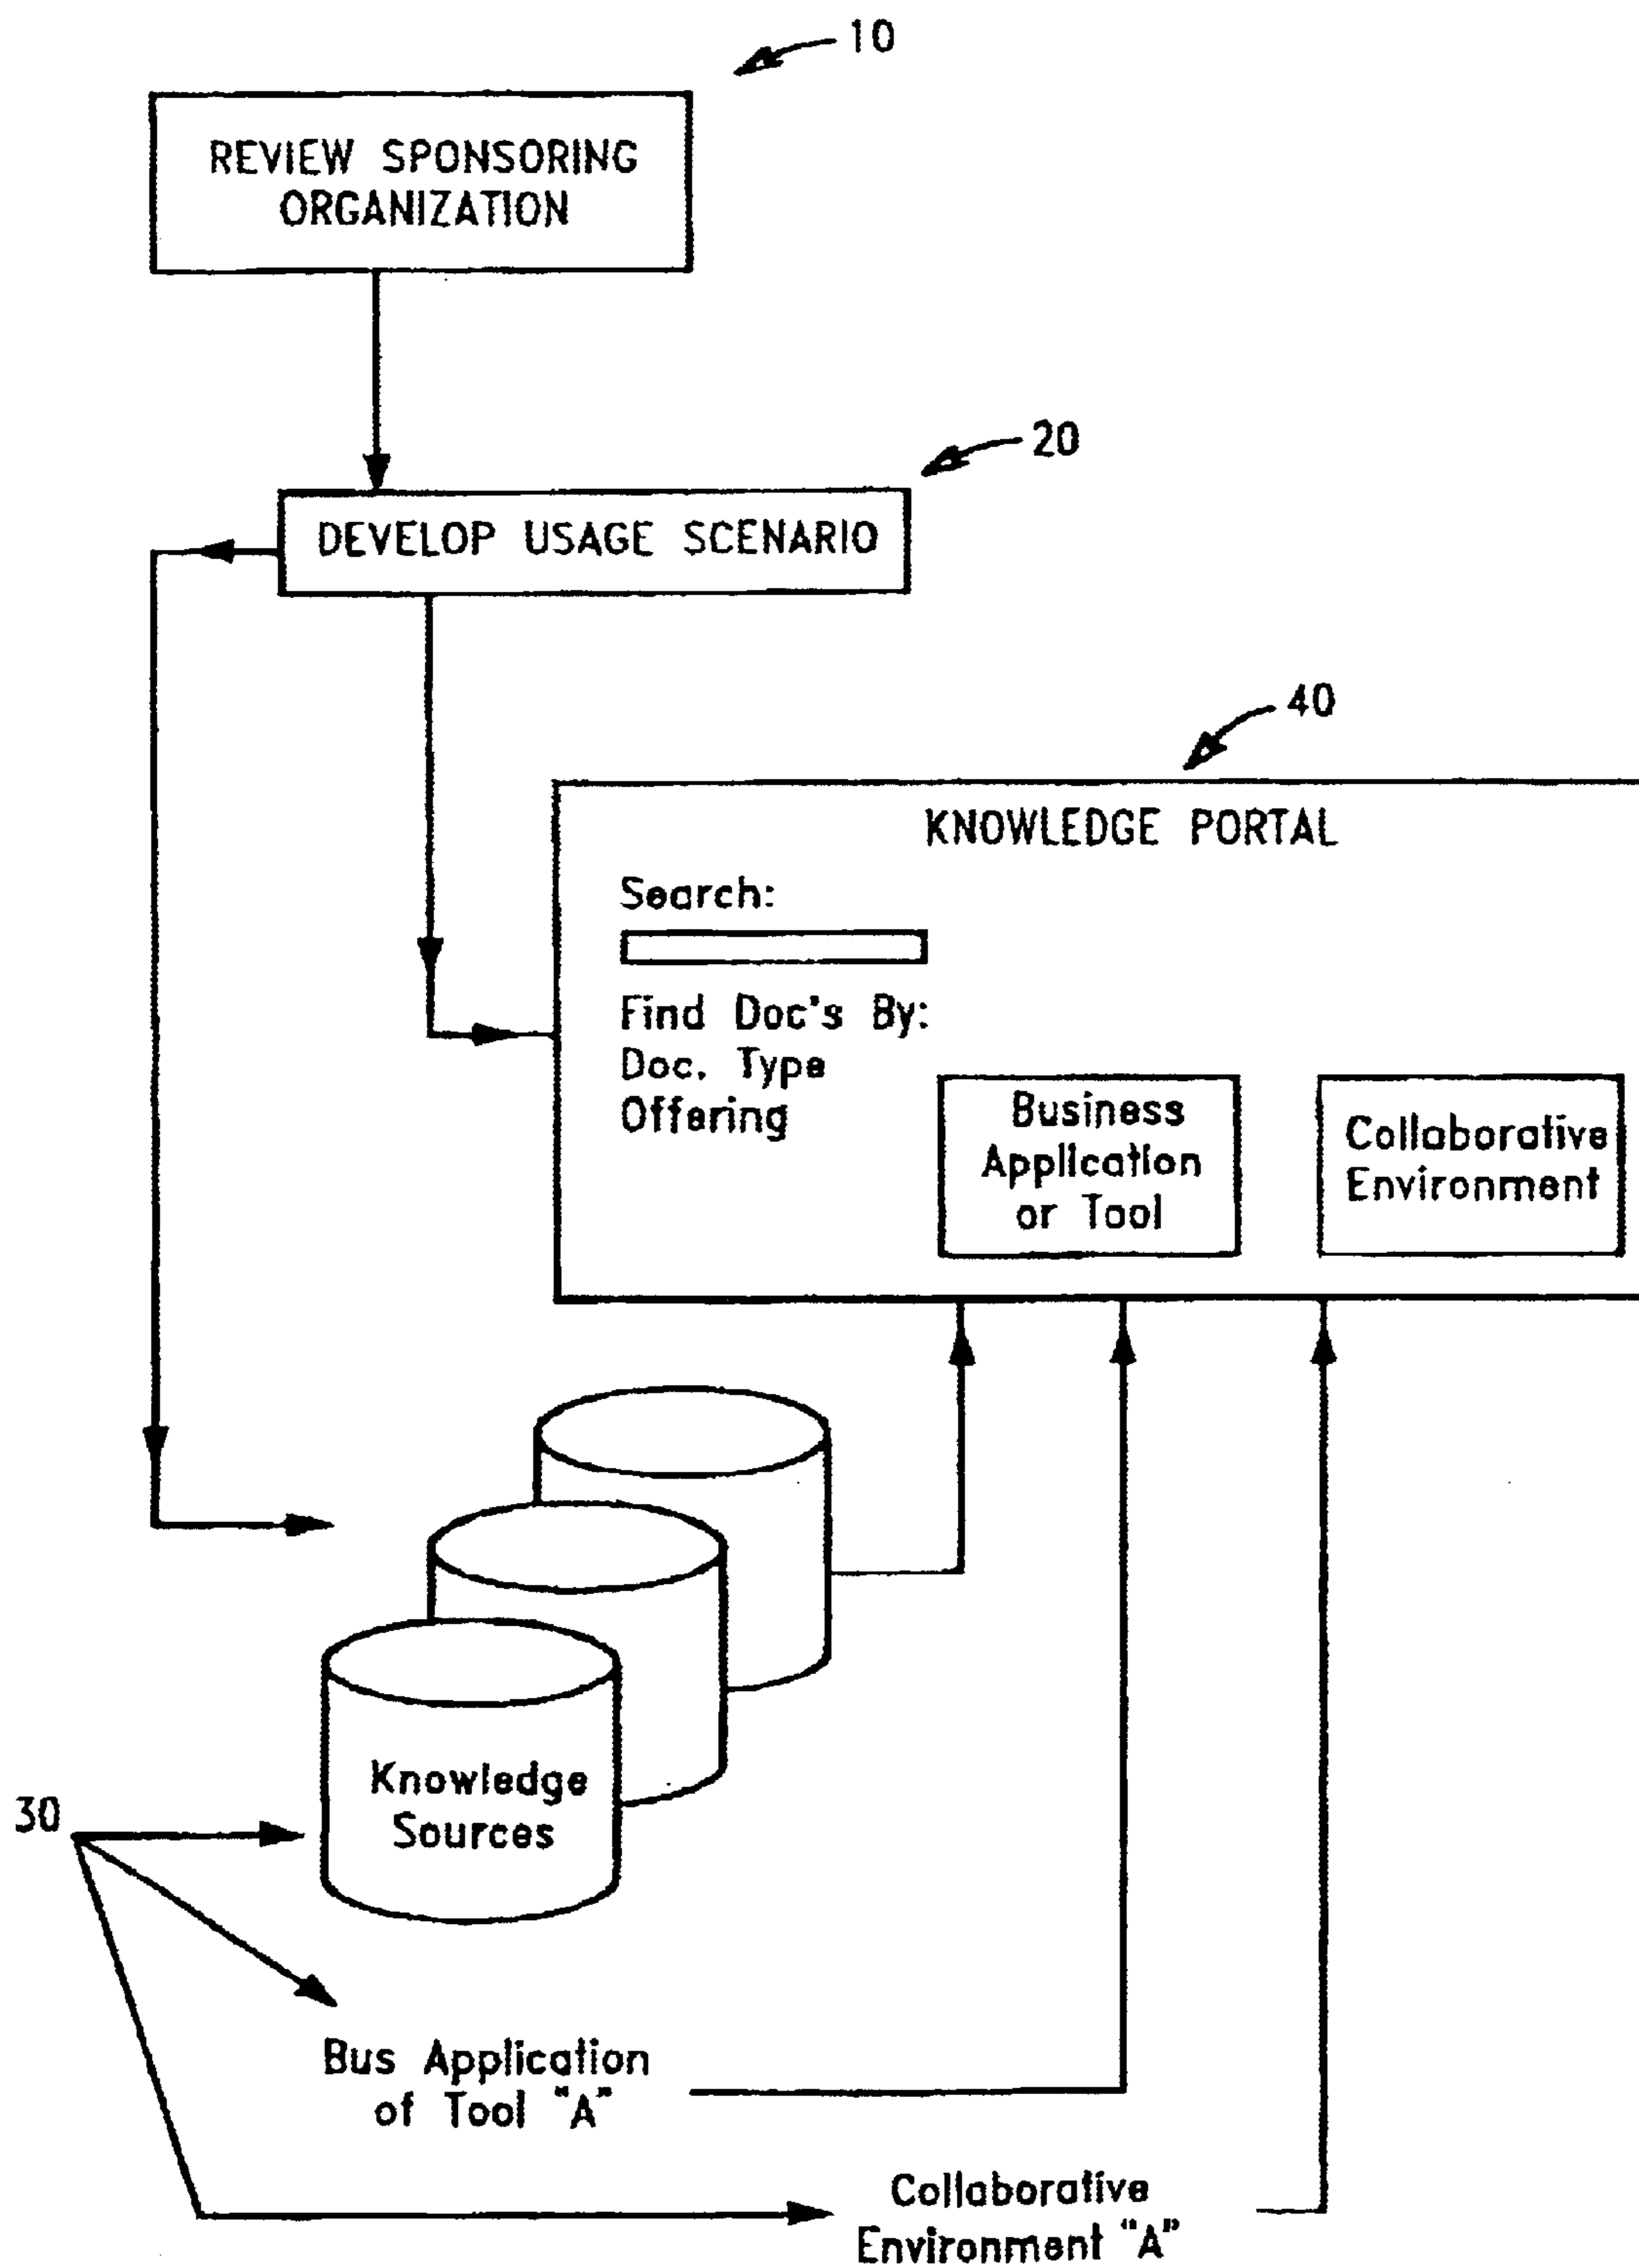 10
REVIEW SPONSORING
ORGANIZATION
20
DEVELOP USAGE SCENARIO
40
KNOWLEDGE PORTAL
Search:
Find Doc's By:
Doc. Type
Offering
Business
Application
or Tool
Collaborative
Environment
Knowledge
Sources
30
Bus Application
of Tool "A"
Collaborative
Environment "A"